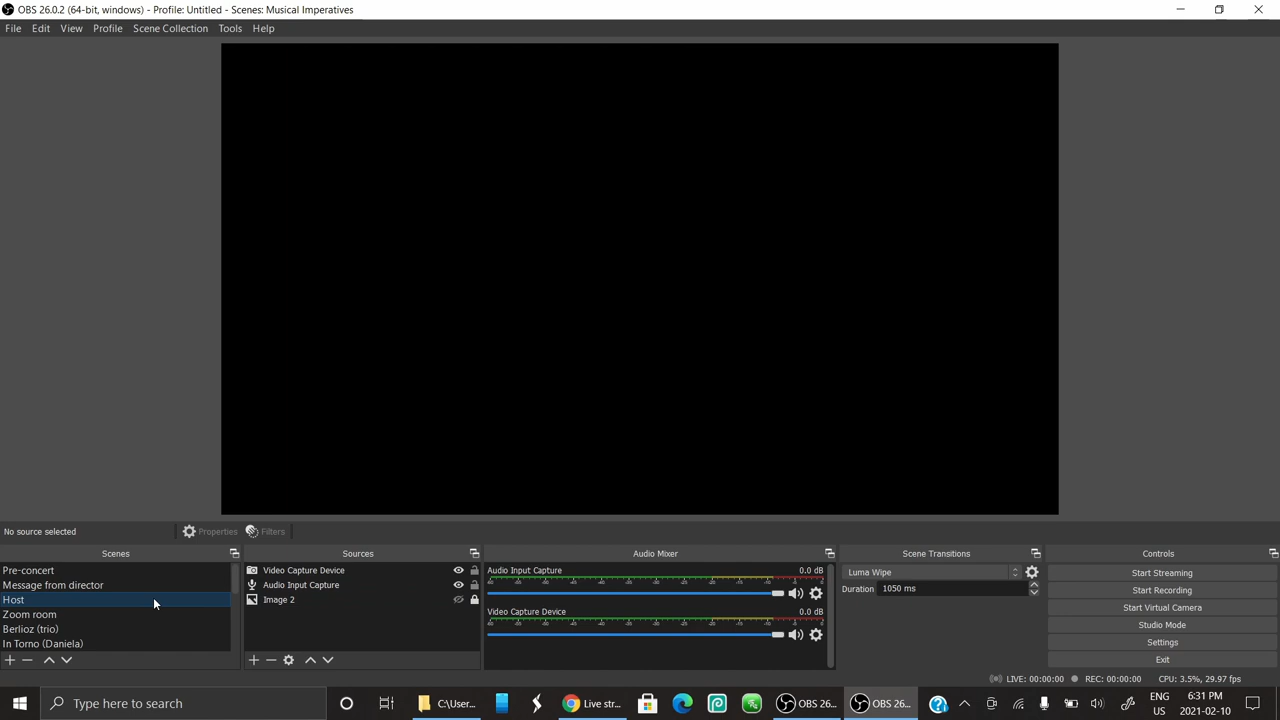 OBS 26.0.2 (64-bit, windows) - Profile: Untitled - Scenes: Musical Imperatives
File Edit View Profile Scene Collection Tools Help
No source selected Properties Filters
Scenes Sources Audio Mixer Scene Transitions Controls
Pre-concert
Message from director
Host
Zoom room
Berlioz (trio)
In Torno (Daniela)
Video Capture Device
Audio Input Capture
Image 2
Audio Input Capture 0.0 dB
Video Capture Device 0.0 dB
Luma Wipe
Duration 1050 ms
Start Streaming
Start Recording
Start Virtual Camera
Studio Mode
Settings
Exit
LIVE: 00:00:00 REC: 00:00:00 CPU: 3.5%, 29.97 fps
Type here to search C:\User... Live str... OBS 26... OBS 26...
ENG
US
6:31 PM
2021-02-10